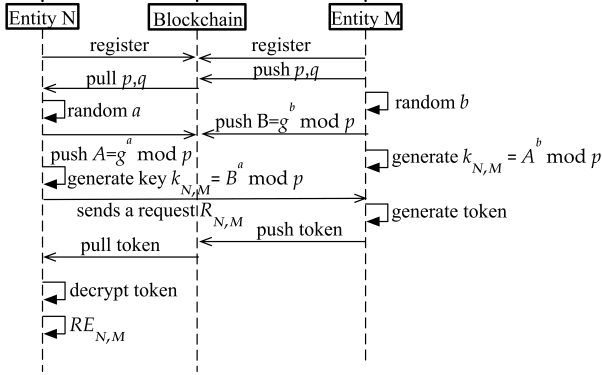 Entity N Blockchain Entity M
register register
pull p,q push p,q
random a random b
push B=g^b mod p
push A=g^a mod p generate k_N,M = A^b mod p
generate key k_N,M = B^a mod p
sends a request R_N,M generate token
pull token push token
decrypt token
RE_N,M